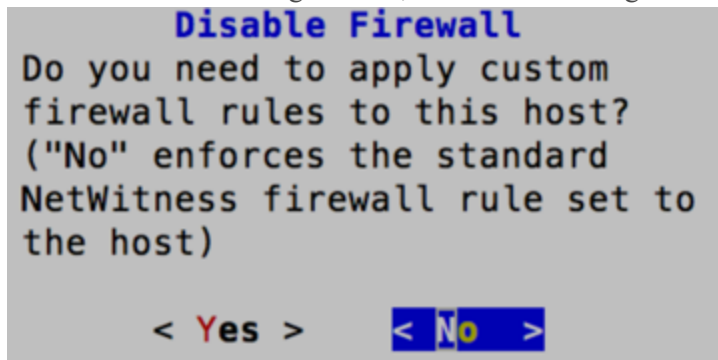 Disable Firewall
Do you need to apply custom
firewall rules to this host?
("No" enforces the standard
NetWitness firewall rule set to
the host)
< Yes > < No >